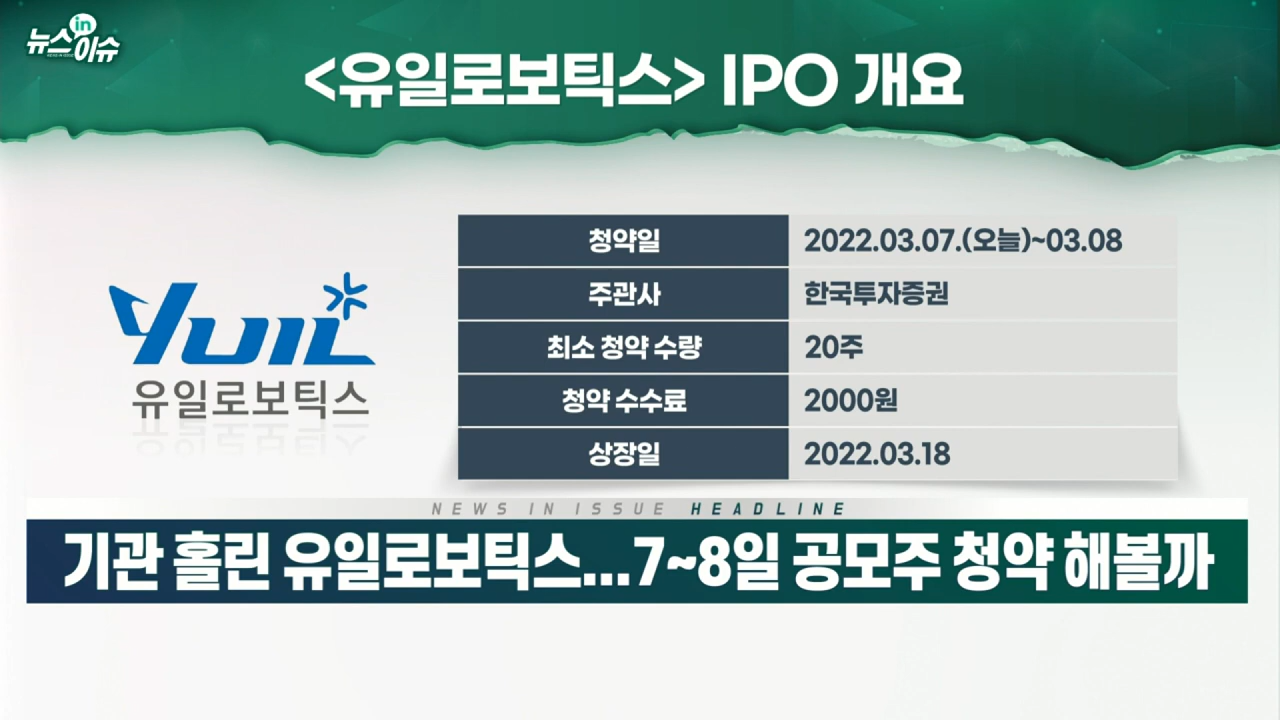 뉴스in이슈
<유일로보틱스> IPO 개요
YUIL
유일로보틱스
청약일 2022.03.07.(오늘)~03.08
주관사 한국투자증권
최소 청약 수량 20주
청약 수수료 2000원
상장일 2022.03.18
NEWS IN ISSUE HEADLINE
기관 홀린 유일로보틱스...7~8일 공모주 청약 해볼까